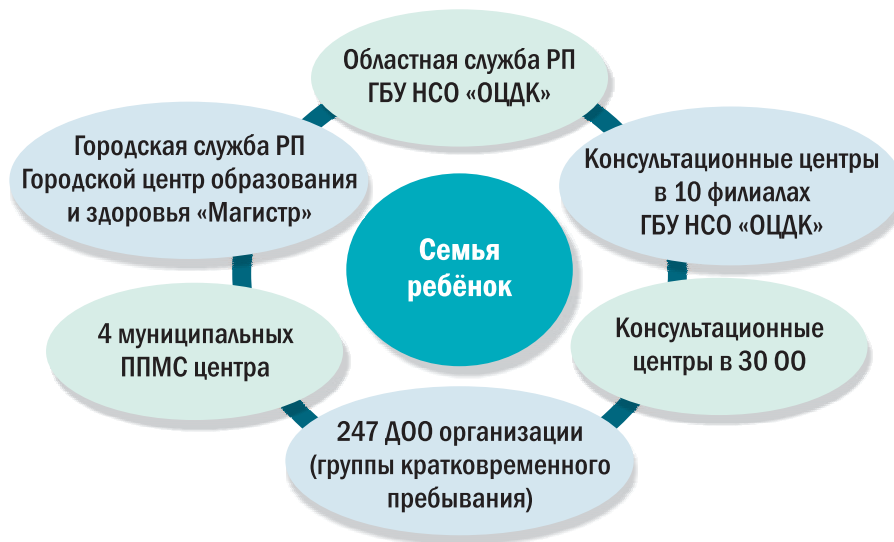 Областная служба РП
ГБУ НСО «ОЦДК»
Городская служба РП
Городской центр образования
и здоровья «Магистр»
Консультационные центры
в 10 филиалах
ГБУ НСО «ОЦДК»
Семья
ребёнок
4 муниципальных
ППМС центра
Консультационные
центры в 30 ОО
247 ДОО организации
(группы кратковременного
пребывания)